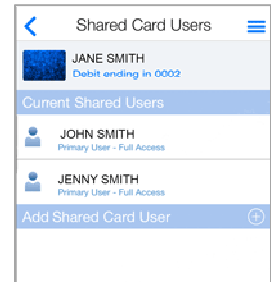 Shared Card Users
JANE SMITH
Debit ending in 0002
Current Shared Users
JOHN SMITH
Primary User - Full Access
JENNY SMITH
Primary User - Full Access
Add Shared Card User